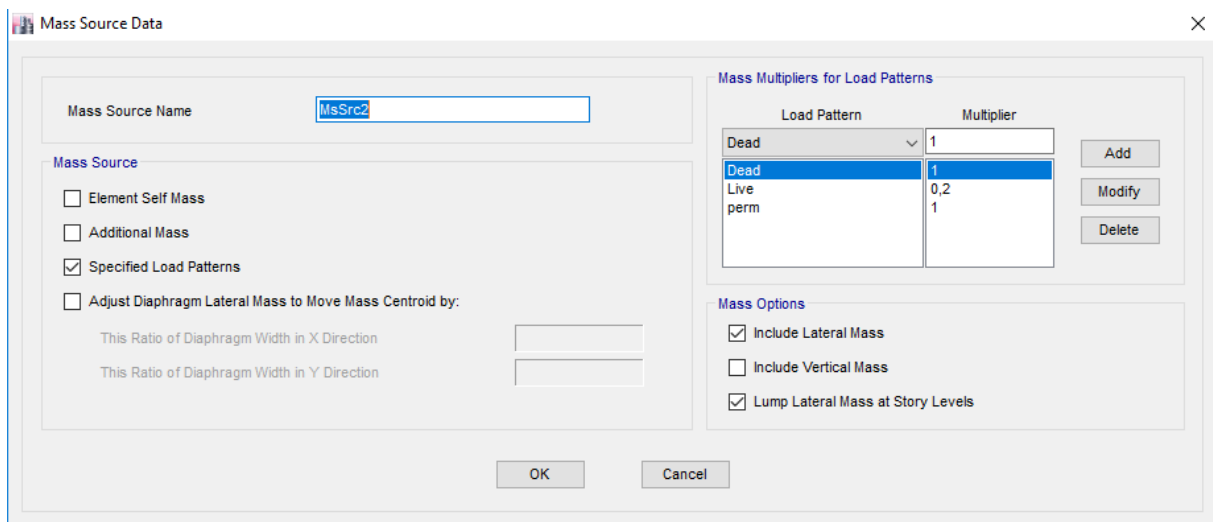 Mass Source Data
Mass Source Name
MsSrc2
Mass Source
Element Self Mass
Additional Mass
Specified Load Patterns
Adjust Diaphragm Lateral Mass to Move Mass Centroid by:
This Ratio of Diaphragm Width in X Direction
This Ratio of Diaphragm Width in Y Direction
Mass Multipliers for Load Patterns
Load Pattern Multiplier
Dead 1
Dead 1
Live 0,2
perm 1
Add
Modify
Delete
Mass Options
Include Lateral Mass
Include Vertical Mass
Lump Lateral Mass at Story Levels
OK Cancel